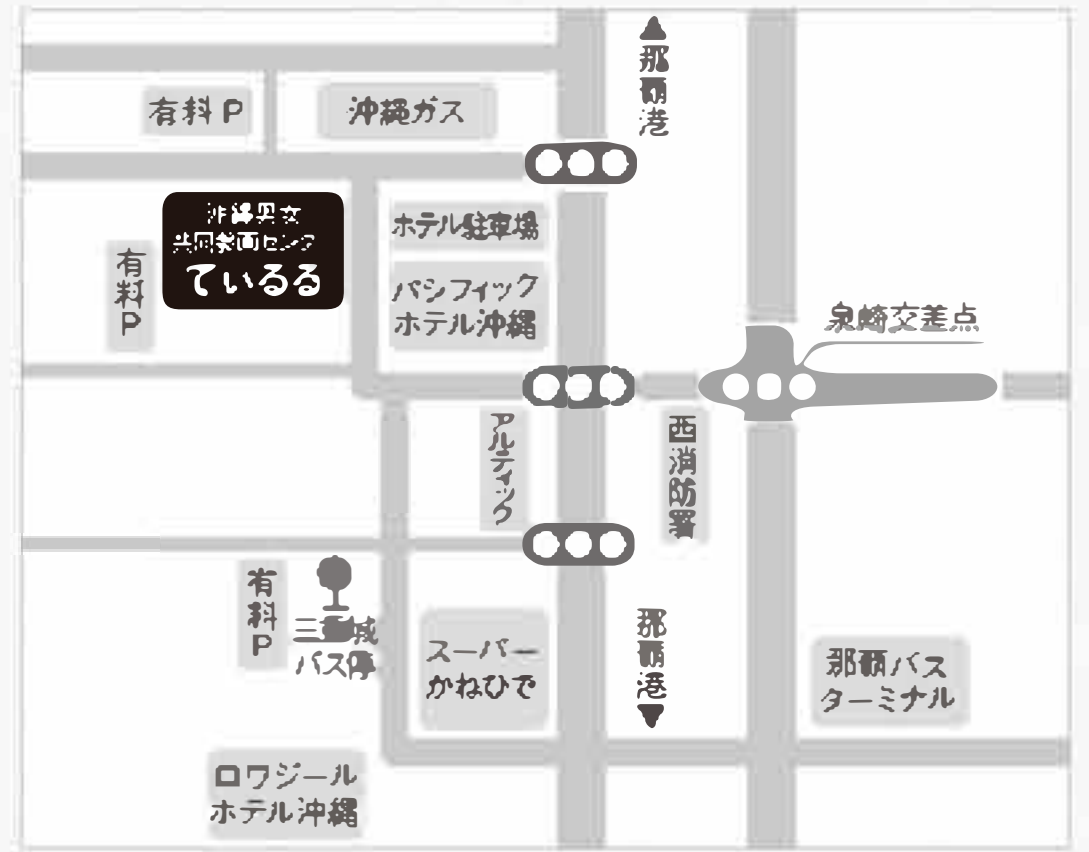 ▲那覇港
有料P
沖縄ガス
沖縄男女
共同参画センター
てぃるる
有料P
ホテル駐車場
パシフィック
ホテル沖縄
泉崎交差点
アルティック
西消防署
有料P
三重城
バス停
スーパー
かねひで
那覇港▼
那覇バス
ターミナル
ロワジール
ホテル沖縄